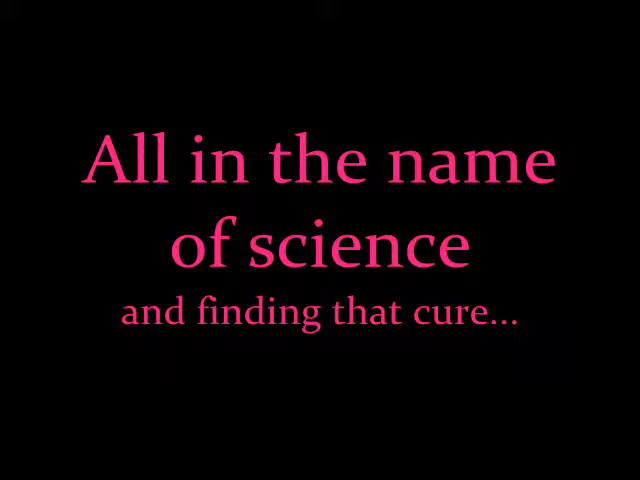 All in the name
of science
and finding that cure...